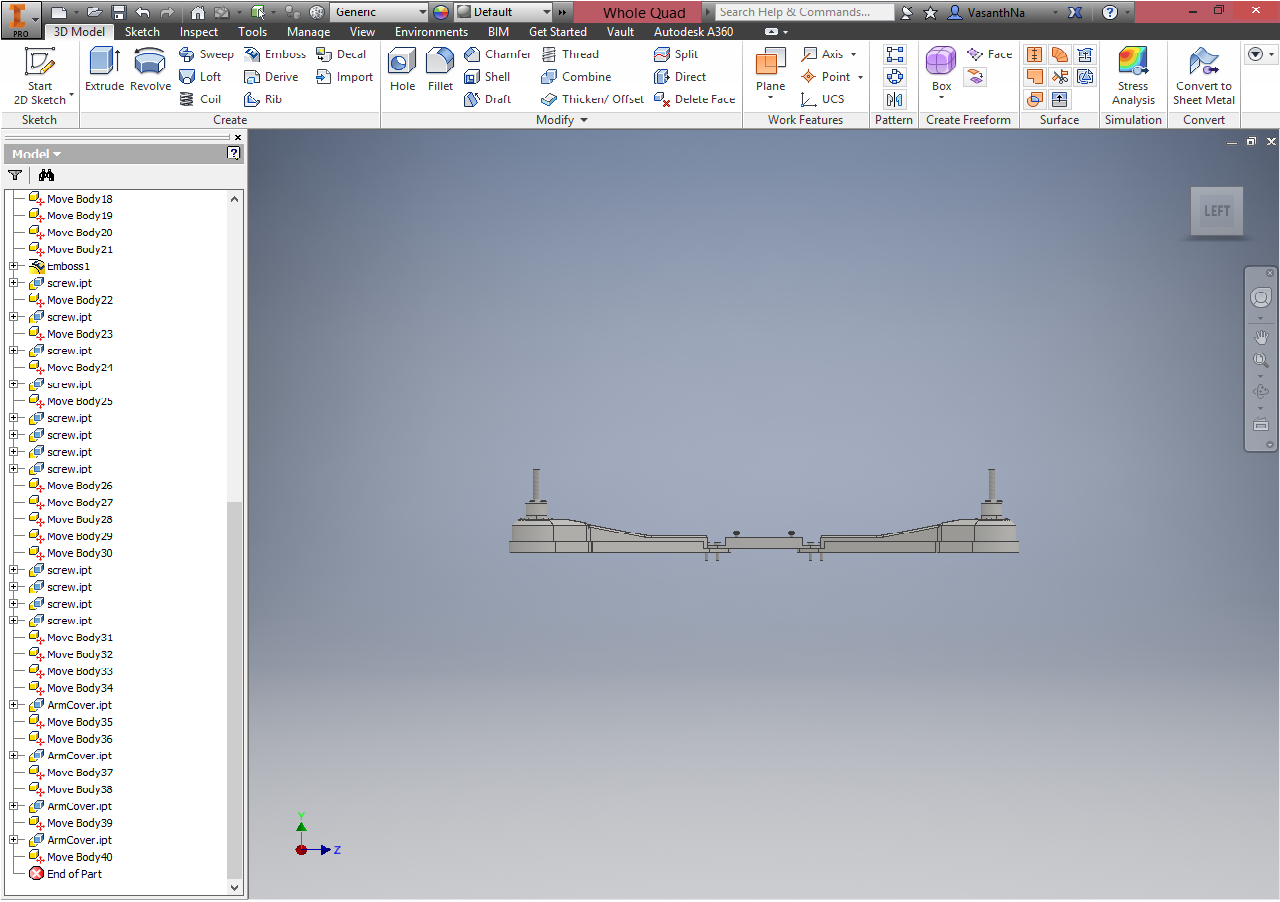 PRO Generic Default Whole Quad Search Help & Commands... VasanthNa
3D Model Sketch Inspect Tools Manage View Environments BIM Get Started Vault Autodesk A360
Start
2D Sketch
Extrude Revolve
Sweep Emboss Decal
Loft Derive Import
Coil Rib
Hole Fillet
Chamfer Thread Split
Shell Combine Direct
Draft Thicken/ Offset Delete Face
Plane
Axis
Point
UCS
Box
Face
Stress
Analysis
Convert to
Sheet Metal
Sketch Create Modify Work Features Pattern Create Freeform Surface Simulation Convert
Model
LEFT
Move Body18
Move Body19
Move Body20
Move Body21
Emboss1
screw.ipt
Move Body22
screw.ipt
Move Body23
screw.ipt
Move Body24
screw.ipt
Move Body25
screw.ipt
screw.ipt
screw.ipt
screw.ipt
Move Body26
Move Body27
Move Body28
Move Body29
Move Body30
screw.ipt
screw.ipt
screw.ipt
screw.ipt
Move Body31
Move Body32
Move Body33
Move Body34
ArmCover.ipt
Move Body35
Move Body36
ArmCover.ipt
Move Body37
Move Body38
ArmCover.ipt
Move Body39
ArmCover.ipt
Move Body40
End of Part
Y
Z